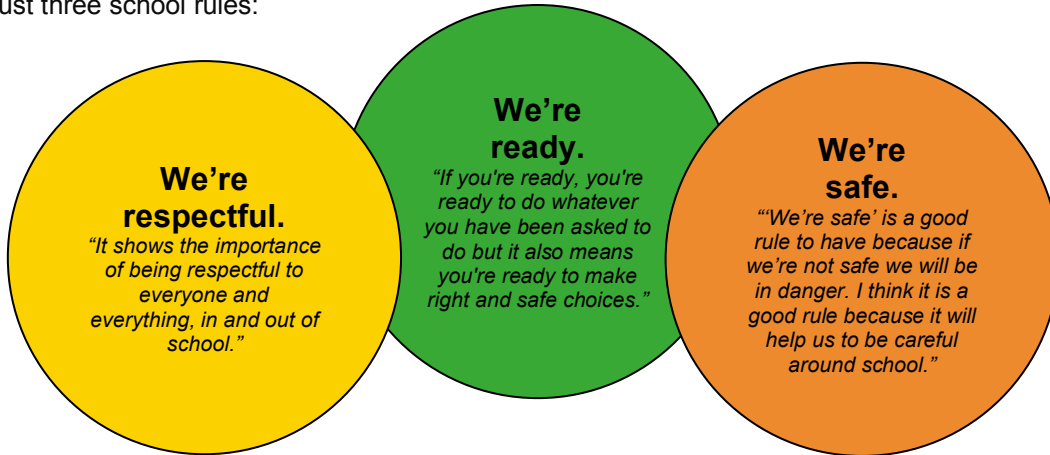 ust three school rules:
We’re
respectful.
“It shows the importance
of being respectful to
everyone and
everything, in and out of
school.”
We’re
ready.
“If you're ready, you're
ready to do whatever
you have been asked to
do but it also means
you're ready to make
right and safe choices.”
We’re
safe.
“‘We’re safe’ is a good
rule to have because if
we’re not safe we will be
in danger. I think it is a
good rule because it will
help us to be careful
around school.”